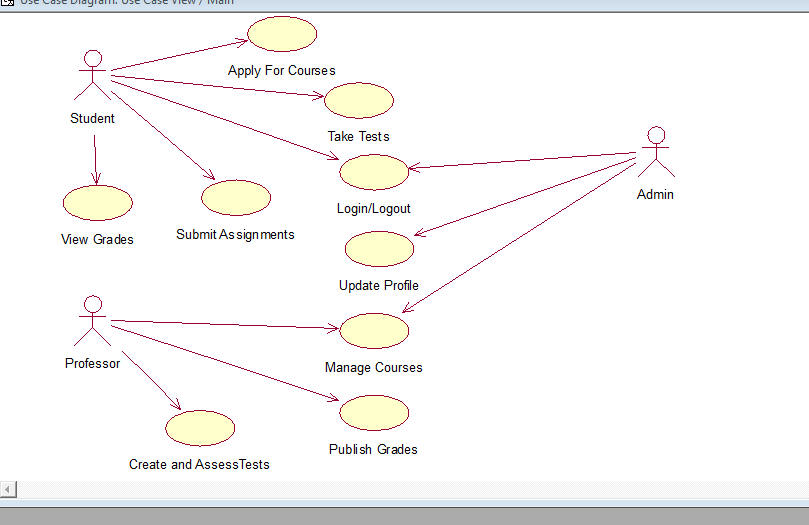 Use Case Diagram: Use Case View / Main
Apply For Courses
Student
Take Tests
Admin
Login/Logout
View Grades
Submit Assignments
Update Profile
Professor
Manage Courses
Publish Grades
Create and AssessTests